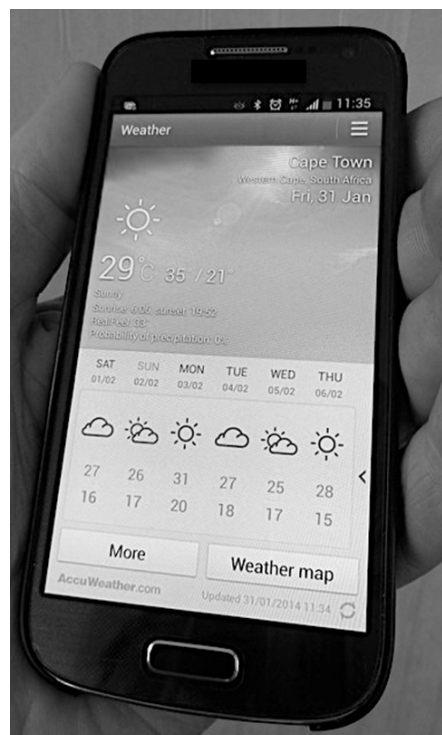 11:35
Weather
Cape Town
Western Cape, South Africa
Fri, 31 Jan
29°C 35°/21°
Sunny
Sunrise: 6:06, sunset: 19:52
RealFeel: 33°
Probability of precipitation: 0%
SAT SUN MON TUE WED THU
01/02 02/02 03/02 04/02 05/02 06/02
27 26 31 27 25 28
16 17 20 18 17 15
More Weather map
AccuWeather.com Updated 31/01/2014 11:34